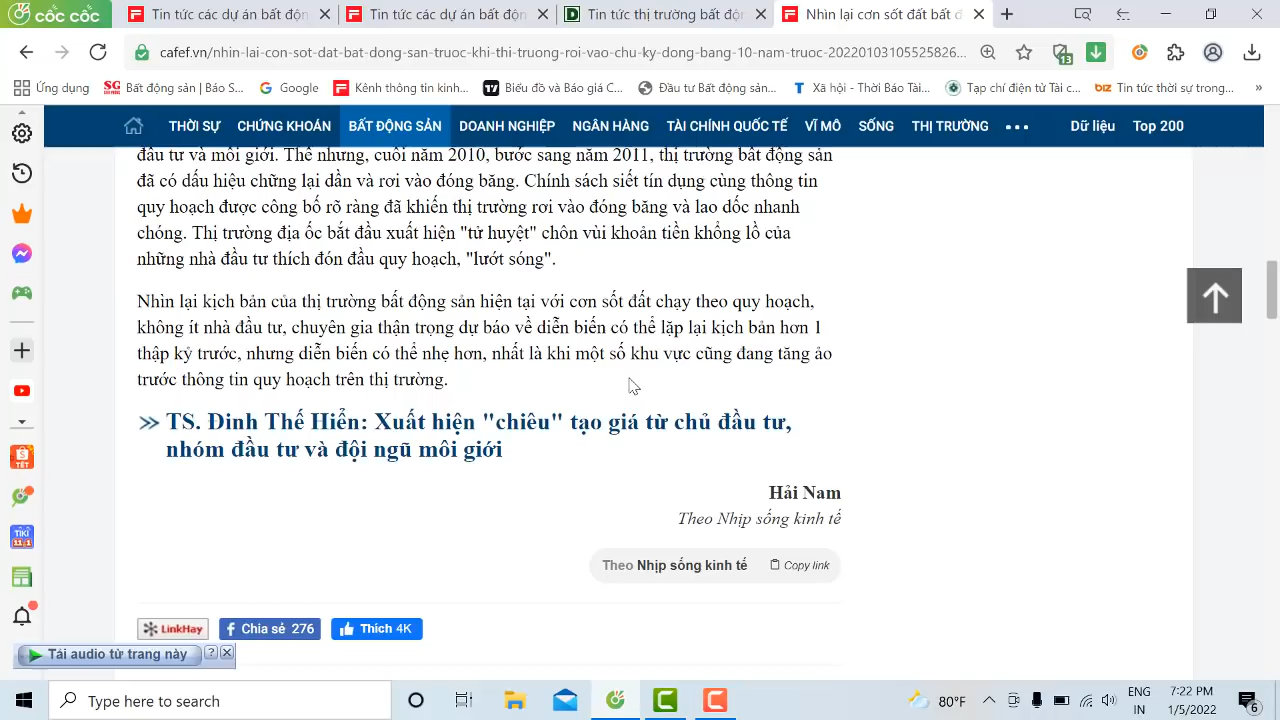 cốc cốc
Tin tức các dự án bất động
Tin tức các dự án bất động
Tin tức thị trường bất động
Nhìn lại cơn sốt đất bất đ
cafef.vn/nhin-lai-con-sot-dat-bat-dong-san-truoc-khi-thi-truong-roi-vao-chu-ky-dong-bang-10-nam-truoc-20220103105525826...
13
Ứng dụng
SG Bất động sản | Báo S...
Google
Kênh thông tin kinh...
Biểu đồ và Báo giá C...
Đầu tư Bất động sản...
Xã hội - Thời Báo Tài...
Tạp chí điện tử Tài c...
biz Tin tức thời sự trong...
»
THỜI SỰ CHỨNG KHOÁN BẤT ĐỘNG SẢN DOANH NGHIỆP NGÂN HÀNG TÀI CHÍNH QUỐC TẾ VĨ MÔ SỐNG THỊ TRƯỜNG Dữ liệu Top 200
đầu tư và môi giới. Thế nhưng, cuối năm 2010, bước sang năm 2011, thị trường bất động sản
đã có dấu hiệu chững lại dần và rơi vào đóng băng. Chính sách siết tín dụng cùng thông tin
quy hoạch được công bố rõ ràng đã khiến thị trường rơi vào đóng băng và lao dốc nhanh
chóng. Thị trường địa ốc bắt đầu xuất hiện "tử huyệt" chôn vùi khoản tiền khổng lồ của
những nhà đầu tư thích đón đầu quy hoạch, "lướt sóng".
Nhìn lại kịch bản của thị trường bất động sản hiện tại với cơn sốt đất chạy theo quy hoạch,
không ít nhà đầu tư, chuyên gia thận trọng dự báo về diễn biến có thể lặp lại kịch bản hơn 1
thập kỷ trước, nhưng diễn biến có thể nhẹ hơn, nhất là khi một số khu vực cũng đang tăng ảo
trước thông tin quy hoạch trên thị trường.
TS. Đinh Thế Hiển: Xuất hiện "chiêu" tạo giá từ chủ đầu tư,
nhóm đầu tư và đội ngũ môi giới
Hải Nam
Theo Nhịp sống kinh tế
Theo Nhịp sống kinh tế Copy link
LinkHay
Chia sẻ 276
Thích 4K
Tải audio từ trang này ?
Type here to search
80°F
ENG
IN
7:22 PM
1/5/2022
6